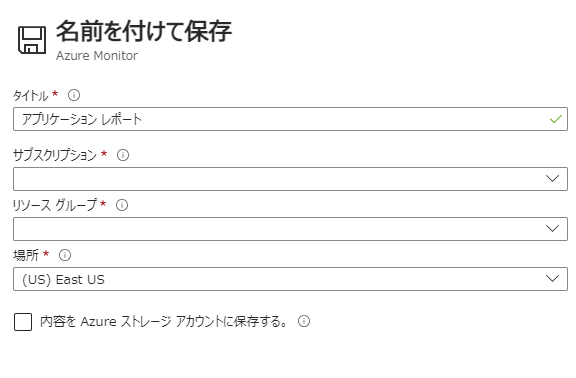 名前を付けて保存
Azure Monitor
タイトル *
アプリケーション レポート
サブスクリプション *
リソース グループ *
場所 *
(US) East US
内容を Azure ストレージ アカウントに保存する。